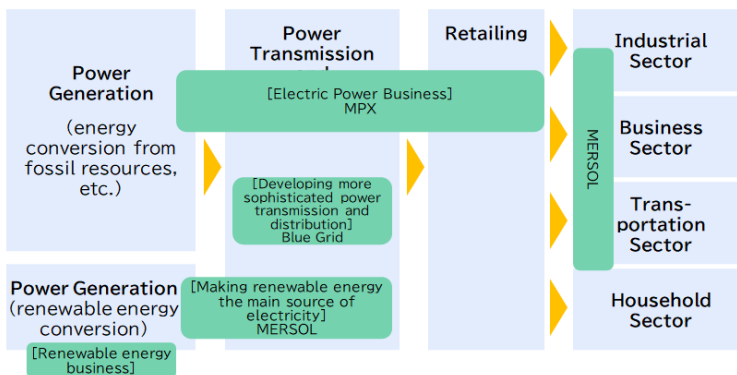 Power
Generation
(energy
conversion from
fossil resources,
etc.)
Power
Transmission
Retailing
[Electric Power Business]
MPX
[Developing more
sophisticated power
transmission and
distribution]
Blue Grid
Power Generation
(renewable energy
conversion)
[Renewable energy
business]
[Making renewable energy
the main source of
electricity]
MERSOL
Industrial
Sector
Business
Sector
Trans-
portation
Sector
Household
Sector
MERSOL